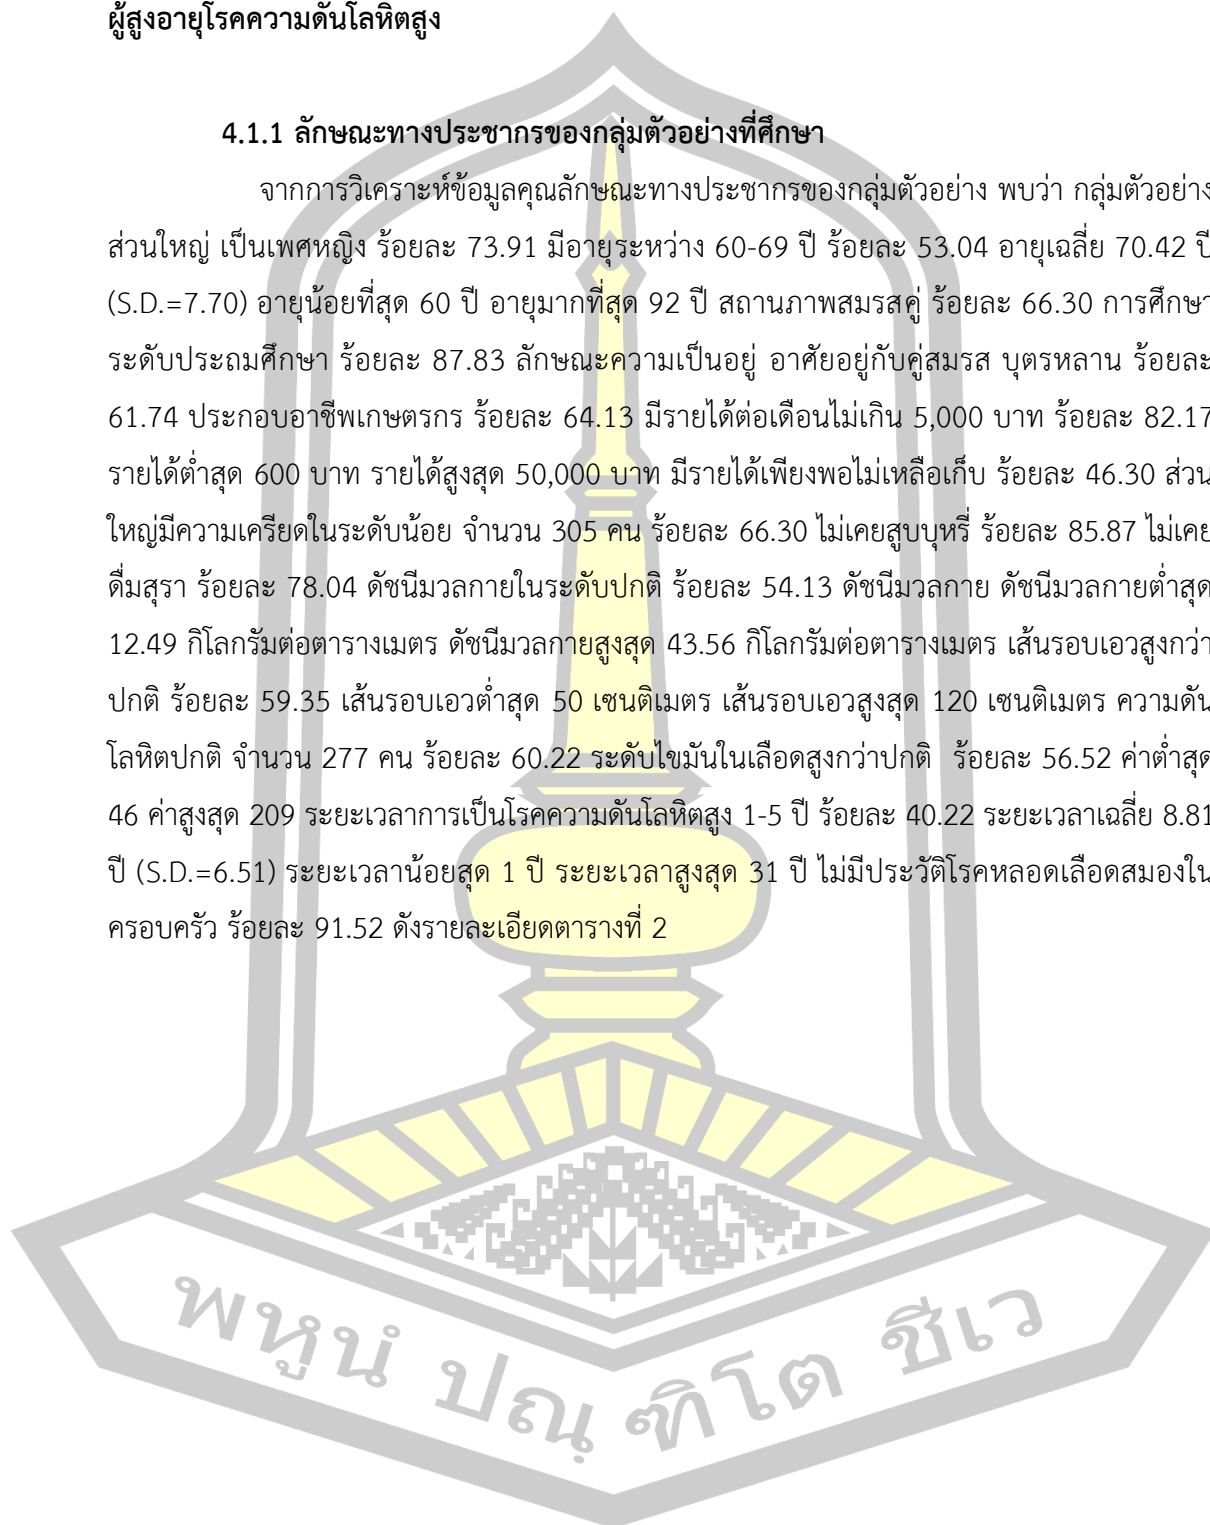 ผู้สูงอายุโรคความดันโลหิตสูง
4.1.1 ลักษณะทางประชากรของกลุ่มตัวอย่างที่ศึกษา
จากการวิเคราะห์ข้อมูลคุณลักษณะทางประชากรของกลุ่มตัวอย่าง พบว่า กลุ่มตัวอย่าง
ส่วนใหญ่ เป็นเพศหญิง ร้อยละ 73.91 มีอายุระหว่าง 60-69 ปี ร้อยละ 53.04 อายุเฉลี่ย 70.42 ปี
(S.D.=7.70) อายุน้อยที่สุด 60 ปี อายุมากที่สุด 92 ปี สถานภาพสมรสคู่ ร้อยละ 66.30 การศึกษา
ระดับประถมศึกษา ร้อยละ 87.83 ลักษณะความเป็นอยู่ อาศัยอยู่กับคู่สมรส บุตรหลาน ร้อยละ
61.74 ประกอบอาชีพเกษตรกร ร้อยละ 64.13 มีรายได้ต่อเดือนไม่เกิน 5,000 บาท ร้อยละ 82.17
รายได้ต่ำสุด 600 บาท รายได้สูงสุด 50,000 บาท มีรายได้เพียงพอไม่เหลือเก็บ ร้อยละ 46.30 ส่วน
ใหญ่มีความเครียดในระดับน้อย จำนวน 305 คน ร้อยละ 66.30 ไม่เคยสูบบุหรี่ ร้อยละ 85.87 ไม่เคย
ดื่มสุรา ร้อยละ 78.04 ดัชนีมวลกายในระดับปกติ ร้อยละ 54.13 ดัชนีมวลกาย ดัชนีมวลกายต่ำสุด
12.49 กิโลกรัมต่อตารางเมตร ดัชนีมวลกายสูงสุด 43.56 กิโลกรัมต่อตารางเมตร เส้นรอบเอวสูงกว่า
ปกติ ร้อยละ 59.35 เส้นรอบเอวต่ำสุด 50 เซนติเมตร เส้นรอบเอวสูงสุด 120 เซนติเมตร ความดัน
โลหิตปกติ จำนวน 277 คน ร้อยละ 60.22 ระดับไขมันในเลือดสูงกว่าปกติ ร้อยละ 56.52 ค่าต่ำสุด
46 ค่าสูงสุด 209 ระยะเวลาการเป็นโรคความดันโลหิตสูง 1-5 ปี ร้อยละ 40.22 ระยะเวลาเฉลี่ย 8.81
ปี (S.D.=6.51) ระยะเวลาน้อยสุด 1 ปี ระยะเวลาสูงสุด 31 ปี ไม่มีประวัติโรคหลอดเลือดสมองใน
ครอบครัว ร้อยละ 91.52 ดังรายละเอียดตารางที่ 2
พหูนํ ปณฺฑิโต ชีเว